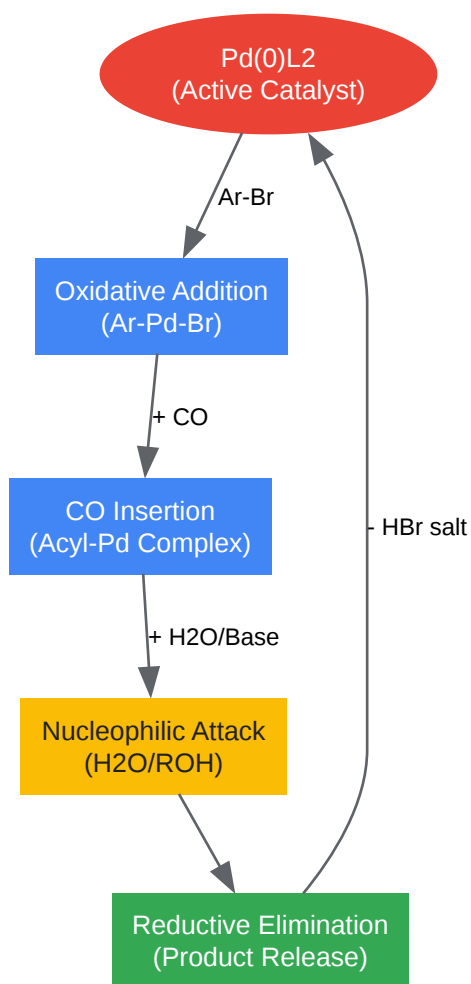 Pd(0)L2
(Active Catalyst)
Ar-Br
Oxidative Addition
(Ar-Pd-Br)
+ CO
CO Insertion
(Acyl-Pd Complex)
- HBr salt
+ H2O/Base
Nucleophilic Attack
(H2O/ROH)
Reductive Elimination
(Product Release)